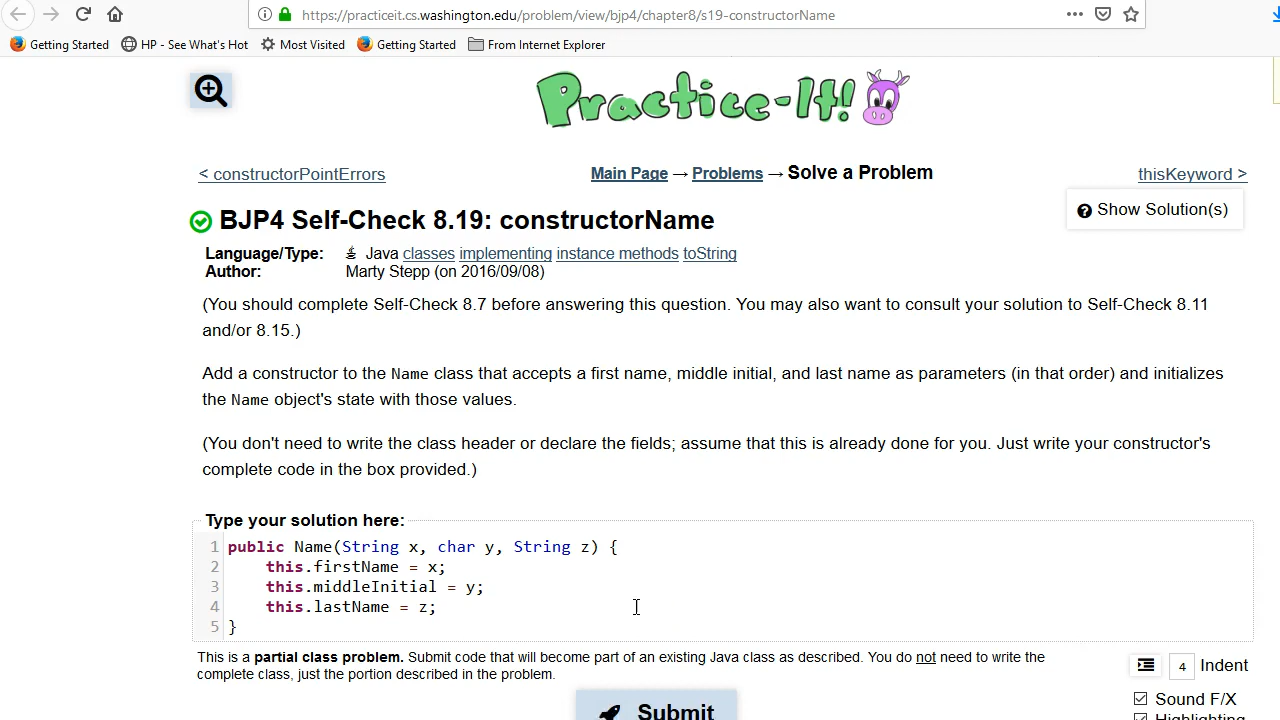 https://practiceit.cs.washington.edu/problem/view/bjp4/chapter8/s19-constructorName
Getting Started HP - See What's Hot Most Visited Getting Started From Internet Explorer
Practice-It!
< constructorPointErrors Main Page → Problems → Solve a Problem thisKeyword >
BJP4 Self-Check 8.19: constructorName
Show Solution(s)
Language/Type: Java classes implementing instance methods toString
Author: Marty Stepp (on 2016/09/08)
(You should complete Self-Check 8.7 before answering this question. You may also want to consult your solution to Self-Check 8.11
and/or 8.15.)
Add a constructor to the Name class that accepts a first name, middle initial, and last name as parameters (in that order) and initializes
the Name object's state with those values.
(You don't need to write the class header or declare the fields; assume that this is already done for you. Just write your constructor's
complete code in the box provided.)
Type your solution here:
1 public Name(String x, char y, String z) {
2 this.firstName = x;
3 this.middleInitial = y;
4 this.lastName = z;
5 }
This is a partial class problem. Submit code that will become part of an existing Java class as described. You do not need to write the
complete class, just the portion described in the problem.
4 Indent
Sound F/X
Submit
Highlighting